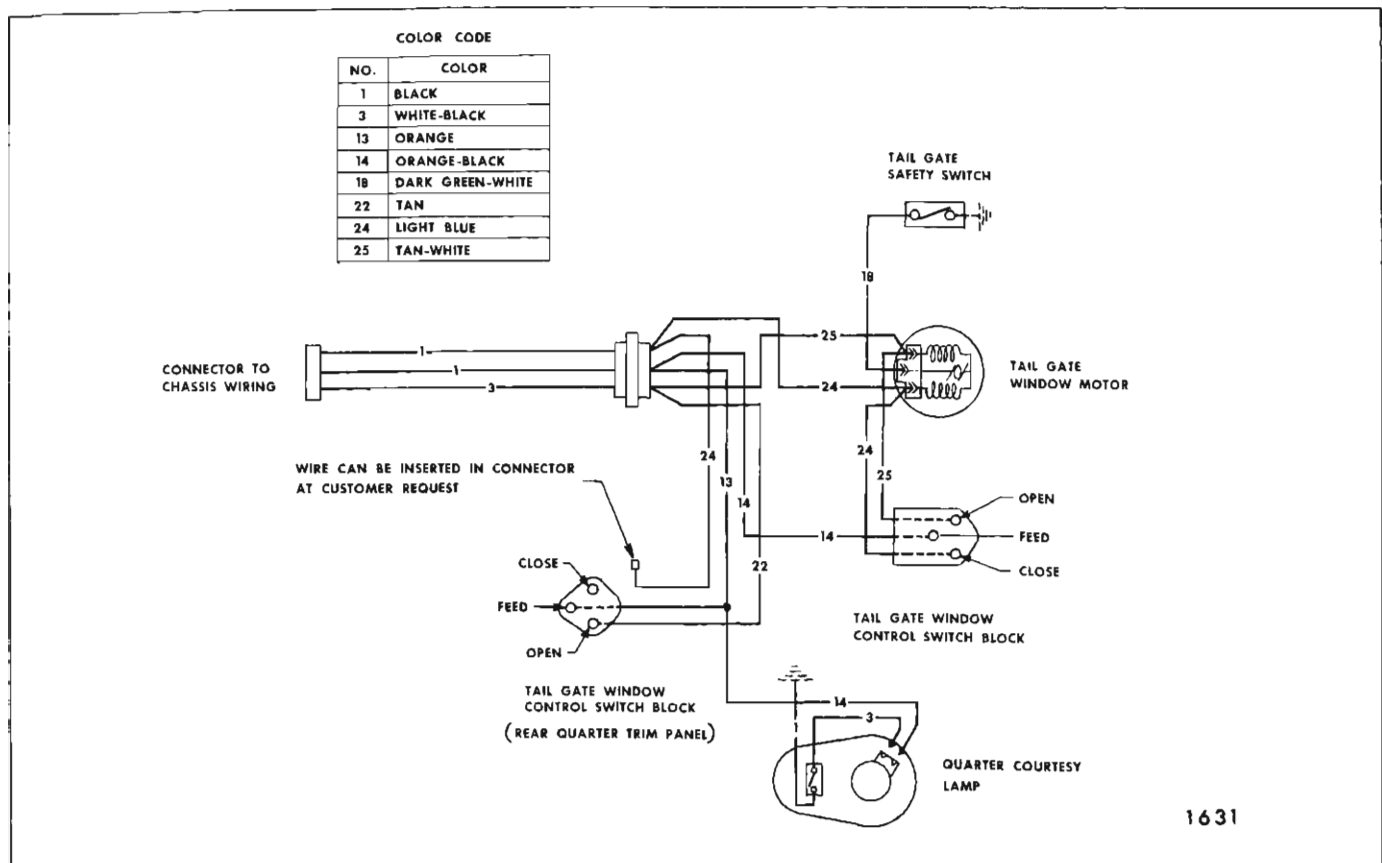 COLOR CODE
NO. COLOR
1 BLACK
3 WHITE-BLACK
13 ORANGE
14 ORANGE-BLACK
18 DARK GREEN-WHITE
22 TAN
24 LIGHT BLUE
25 TAN-WHITE
TAIL GATE
SAFETY SWITCH
18
CONNECTOR TO
CHASSIS WIRING
1
1
3
25
24
TAIL GATE
WINDOW MOTOR
WIRE CAN BE INSERTED IN CONNECTOR
AT CUSTOMER REQUEST
24
13
14
22
24
25
14
OPEN
FEED
CLOSE
TAIL GATE WINDOW
CONTROL SWITCH BLOCK
CLOSE
FEED
OPEN
TAIL GATE WINDOW
CONTROL SWITCH BLOCK
(REAR QUARTER TRIM PANEL)
14
3
QUARTER COURTESY
LAMP
1631